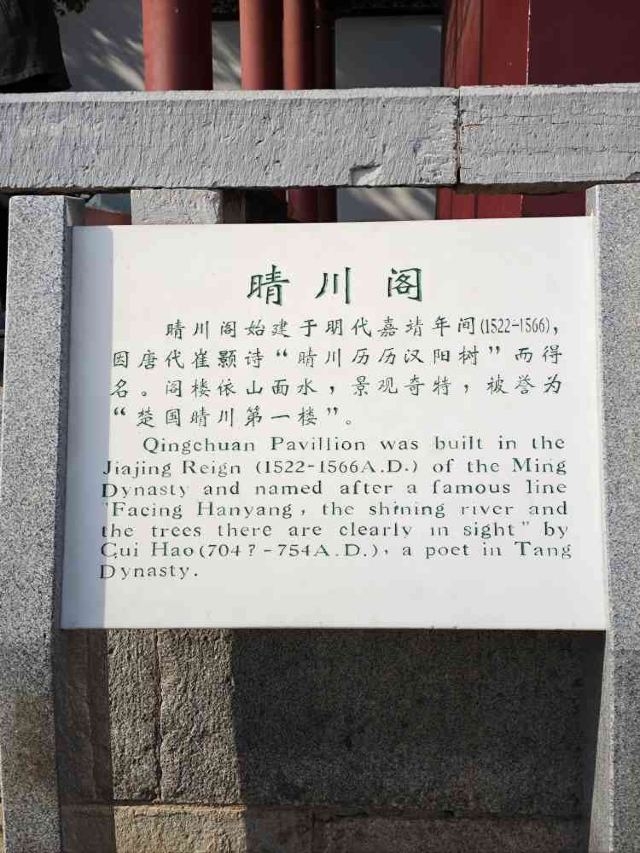 晴川阁
晴川阁始建于明代嘉靖年间(1522-1566),
因唐代崔颢诗“晴川历历汉阳树”而得
名。阁楼依山面水，景观奇特，被誉为
“楚国晴川第一楼”。
Qingchuan Pavillion was built in the
Jiajing Reign (1522-1566A.D.) of the Ming
Dynasty and named after a famous line
"Facing Hanyang, the shining river and
the trees there are clearly in sight" by
Cui Hao(704?-754A.D.), a poet in Tang
Dynasty.